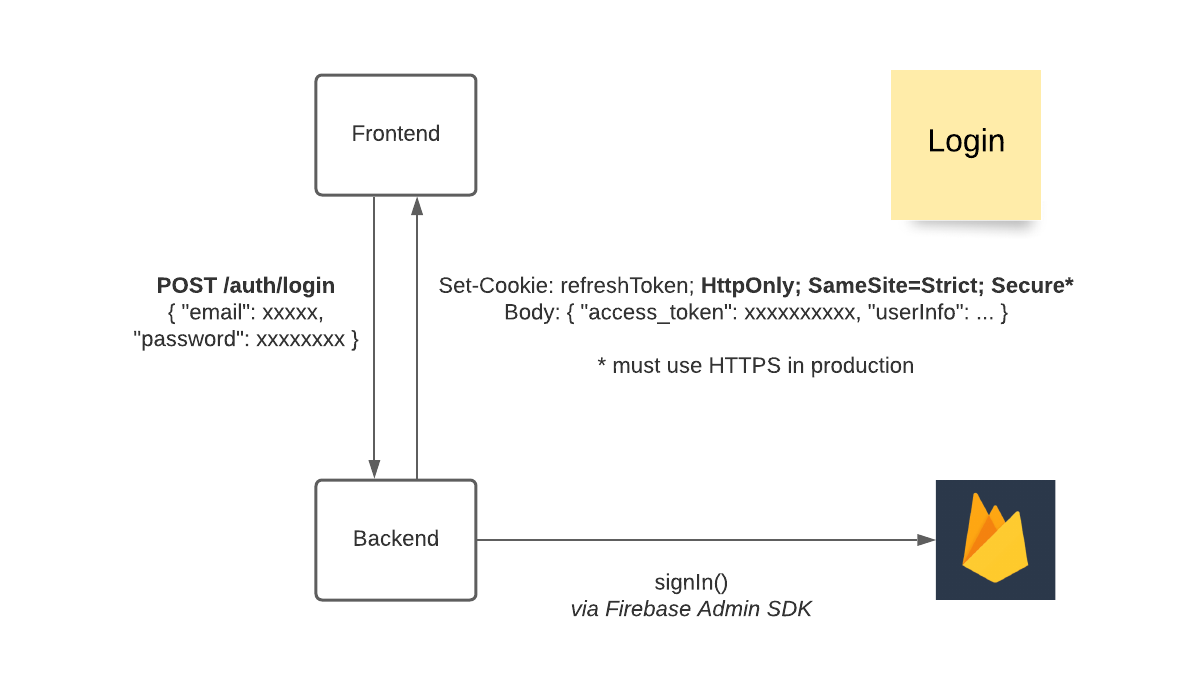 Frontend
Login
POST /auth/login
{ "email": xxxxx,
"password": xxxxxxxx }
Set-Cookie: refreshToken; HttpOnly; SameSite=Strict; Secure*
Body: { "access_token": xxxxxxxxxx, "userInfo": ... }
* must use HTTPS in production
Backend
signIn()
via Firebase Admin SDK